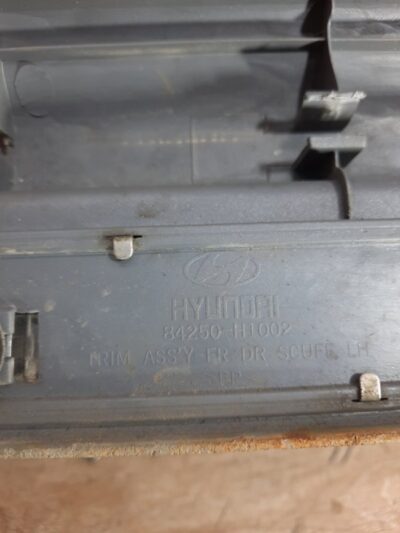 HYUNDAI
84250-H1002
TRIM ASS'Y FR DR SCUFF LH